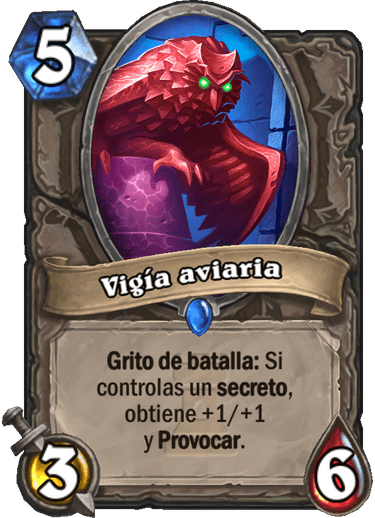 5
Vigía aviaria
Grito de batalla: Si
controlas un secreto,
obtiene +1/+1
y Provocar.
3
6